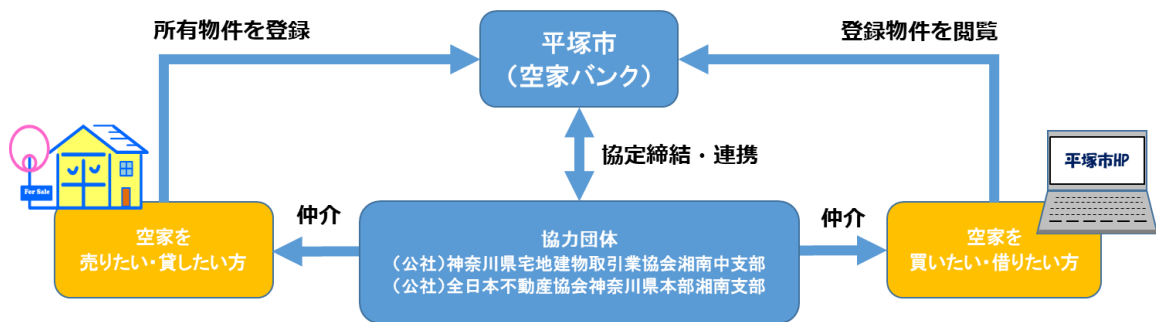 所有物件を登録
平塚市
（空家バンク）
登録物件を閲覧
協定締結・連携
For Sale
平塚市HP
仲介
仲介
空家を
売りたい・貸したい方
協力団体
（公社）神奈川県宅地建物取引業協会湘南中支部
（公社）全日本不動産協会神奈川県本部湘南支部
空家を
買いたい・借りたい方